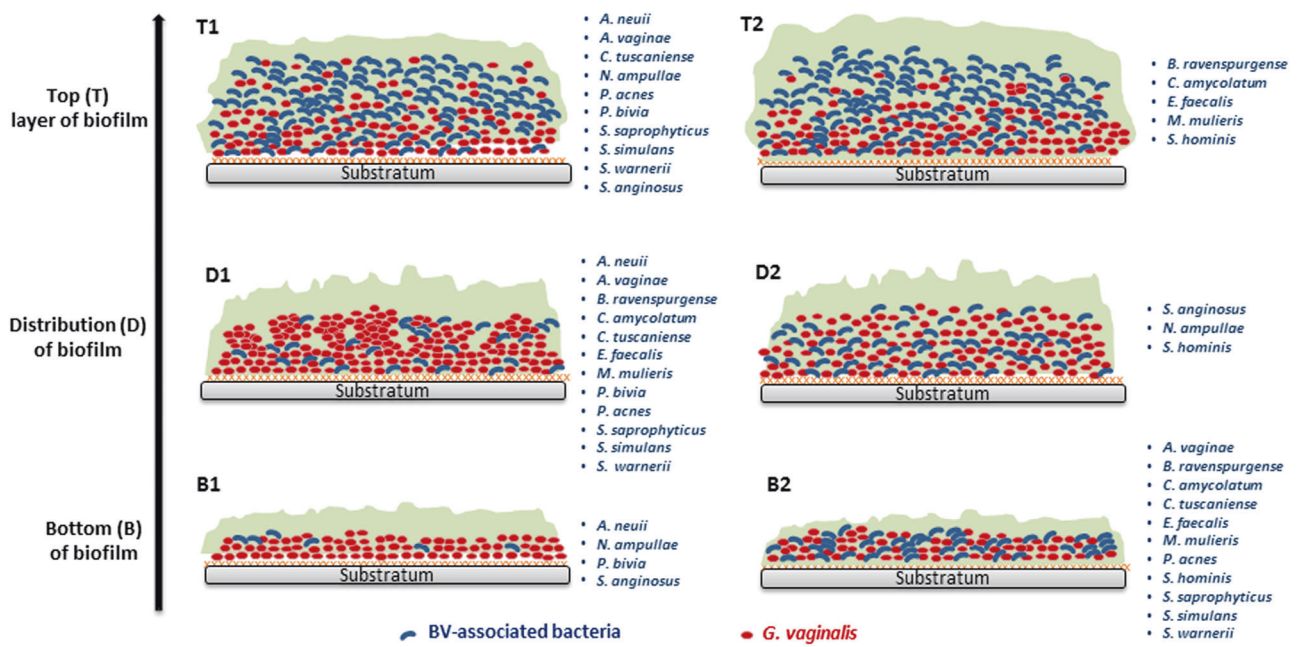 T1
• A. neuii
• A. vaginae
• C. tuscaniense
• N. ampullae
• P. acnes
• P. bivia
• S. saprophyticus
• S. simulans
• S. warnerii
• S. anginosus
Substratum
T2
• B. ravenspurgense
• C. amycolatum
• E. faecalis
• M. mulieris
• S. hominis
Substratum
Top (T)
layer of biofilm
D1
• A. neuii
• A. vaginae
• B. ravenspurgense
• C. amycolatum
• C. tuscaniense
• E. faecalis
• M. mulieris
• P. bivia
• P. acnes
• S. saprophyticus
• S. simulans
• S. warnerii
Substratum
D2
• S. anginosus
• N. ampullae
• S. hominis
Substratum
Distribution (D)
of biofilm
B1
• A. neuii
• N. ampullae
• P. bivia
• S. anginosus
Substratum
B2
• A. vaginae
• B. ravenspurgense
• C. amycolatum
• C. tuscaniense
• E. faecalis
• M. mulieris
• P. acnes
• S. hominis
• S. saprophyticus
• S. simulans
• S. warnerii
Substratum
Bottom (B)
of biofilm
BV-associated bacteria
G. vaginalis